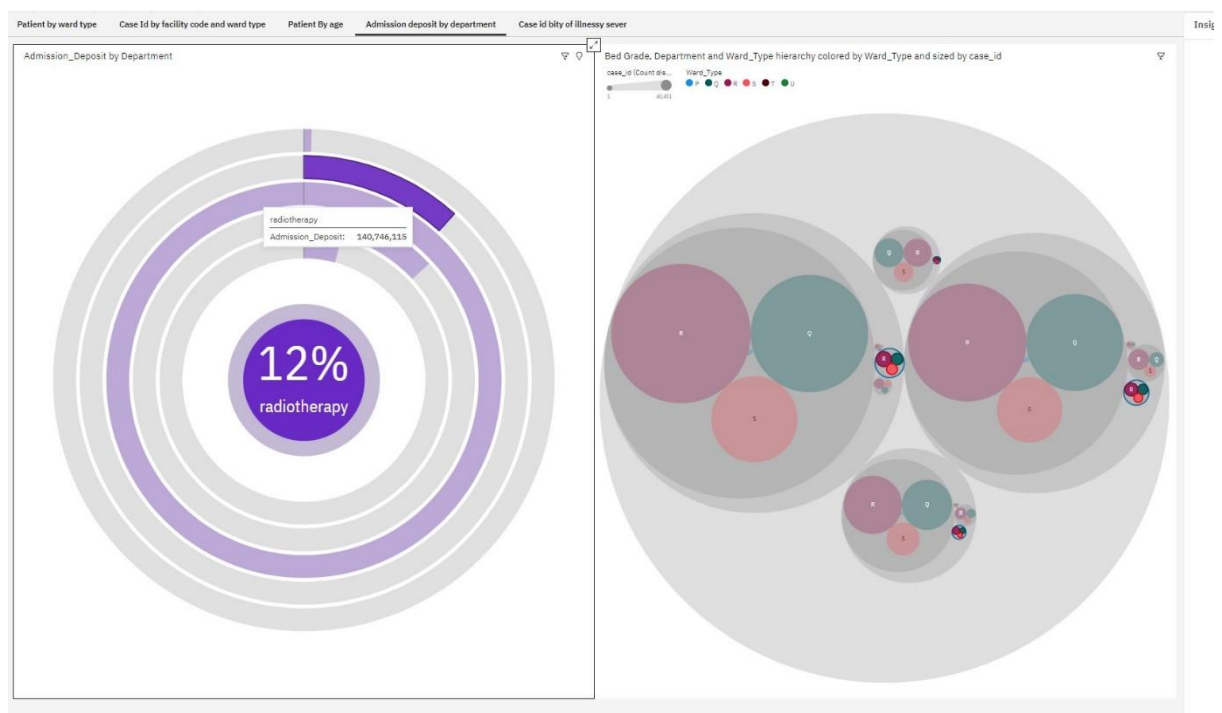 Patient by ward type Case Id by facility code and ward type Patient By age Admission deposit by department Case id bity of illnessy sever
Insig
Admission_Deposit by Department
radiotherapy
Admission_Deposit: 140,746,115
12%
radiotherapy
Bed Grade, Department and Ward_Type hierarchy colored by Ward_Type and sized by case_id
case_id (Count dis... Ward_Type
P Q R S T U
1
Q R
S
R Q
S
R Q
S
R
R Q
S
R
R Q
S
R